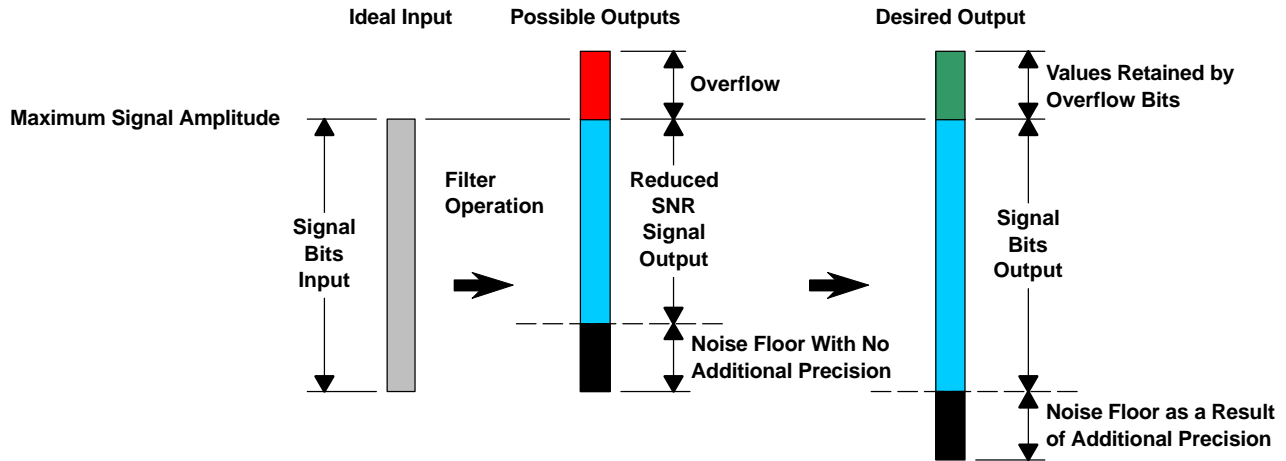 Ideal Input
Possible Outputs
Desired Output
Overflow
Values Retained by
Overflow Bits
Maximum Signal Amplitude
Signal
Bits
Input
Filter
Operation
Reduced
SNR
Signal
Output
Signal
Bits
Output
Noise Floor With No
Additional Precision
Noise Floor as a Result
of Additional Precision